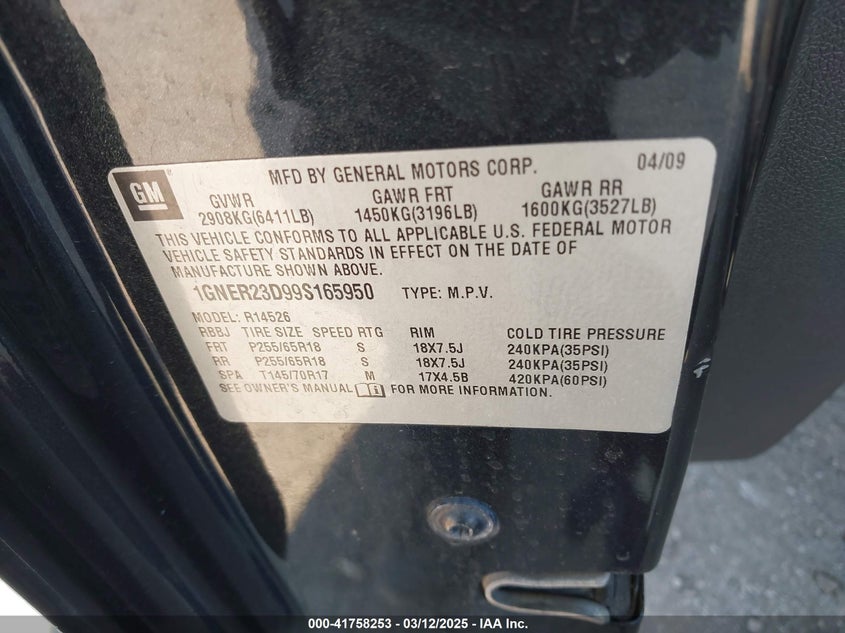 MFD BY GENERAL MOTORS CORP. 04/09
GM
GVWR GAWR FRT GAWR RR
2908KG(6411LB) 1450KG(3196LB) 1600KG(3527LB)
THIS VEHICLE CONFORMS TO ALL APPLICABLE U.S. FEDERAL MOTOR
VEHICLE SAFETY STANDARDS IN EFFECT ON THE DATE OF
MANUFACTURE SHOWN ABOVE.
1GNER23D99S165950 TYPE: M.P.V.
MODEL: R14526
RBBJ TIRE SIZE SPEED RTG RIM COLD TIRE PRESSURE
FRT P255/65R18 S 18X7.5J 240KPA(35PSI)
RR P255/65R18 S 18X7.5J 240KPA(35PSI)
SPA T145/70R17 M 17X4.5B 420KPA(60PSI)
SEE OWNER'S MANUAL FOR MORE INFORMATION.
000-41758253 - 03/12/2025 - IAA Inc.